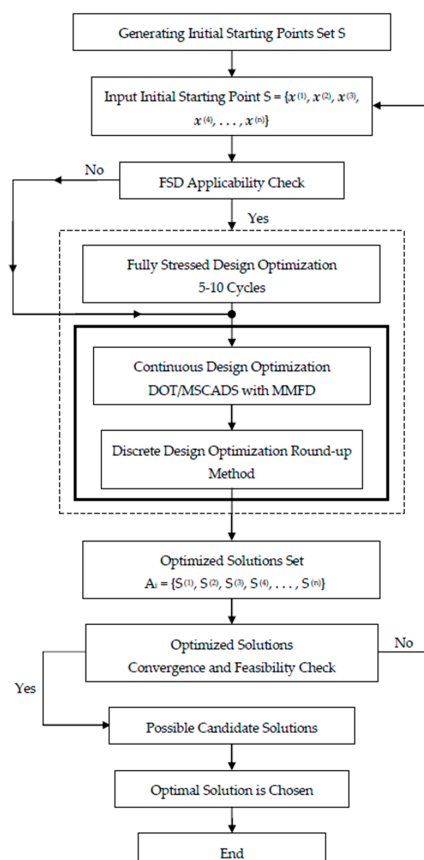 Generating Initial Starting Points Set S
Input Initial Starting Point S = {x⁽¹⁾, x⁽²⁾, x⁽³⁾,
x⁽⁴⁾, . . . , x⁽ⁿ⁾}
No
FSD Applicability Check
Yes
Fully Stressed Design Optimization
5-10 Cycles
Continuous Design Optimization
DOT/MSCADS with MMFD
Discrete Design Optimization Round-up
Method
Optimized Solutions Set
Aᵢ = {S⁽¹⁾, S⁽²⁾, S⁽³⁾, S⁽⁴⁾, . . . , S⁽ⁿ⁾}
Optimized Solutions
Convergence and Feasibility Check
No
Yes
Possible Candidate Solutions
Optimal Solution is Chosen
End